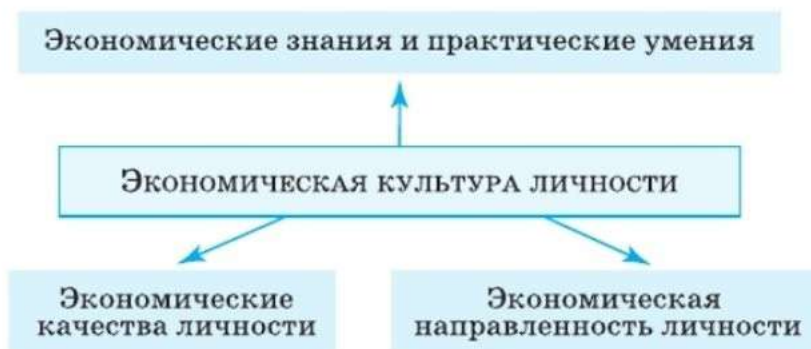 Экономические знания и практические умения
Экономическая культура личности
Экономические
качества личности
Экономическая
направленность личности